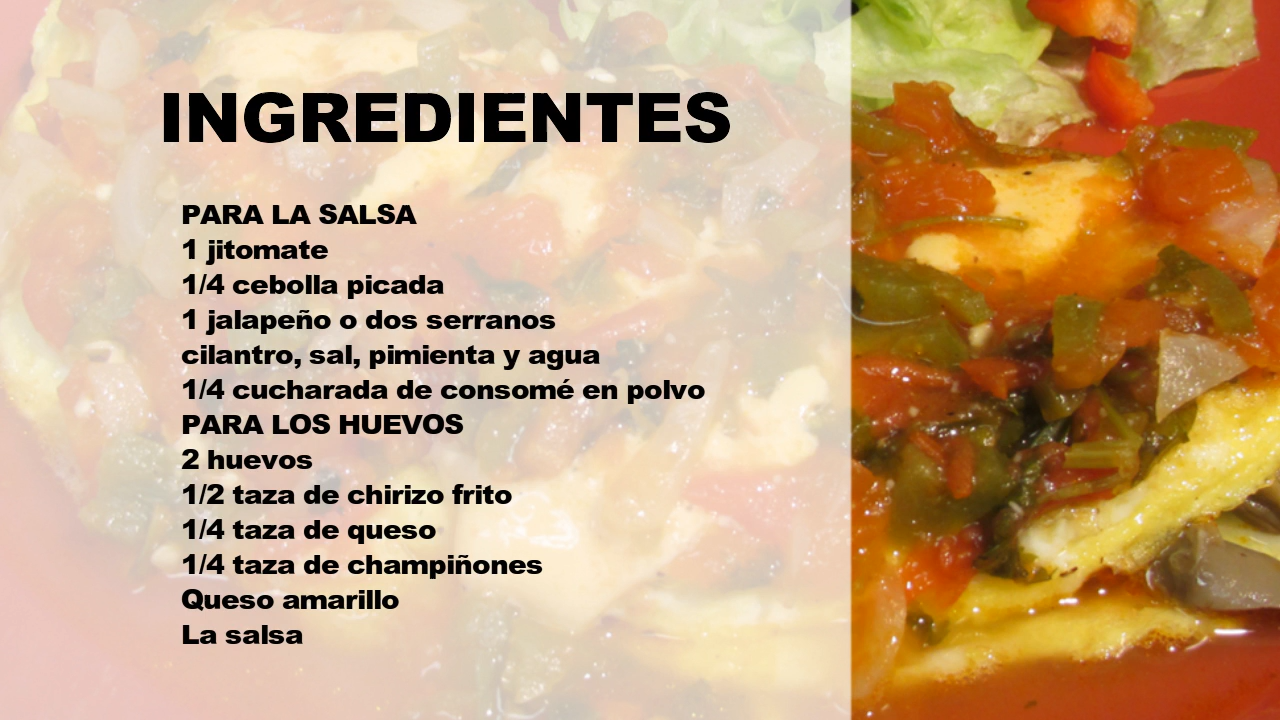 INGREDIENTES
PARA LA SALSA
1 jitomate
1/4 cebolla picada
1 jalapeño o dos serranos
cilantro, sal, pimienta y agua
1/4 cucharada de consomé en polvo
PARA LOS HUEVOS
2 huevos
1/2 taza de chirizo frito
1/4 taza de queso
1/4 taza de champiñones
Queso amarillo
La salsa